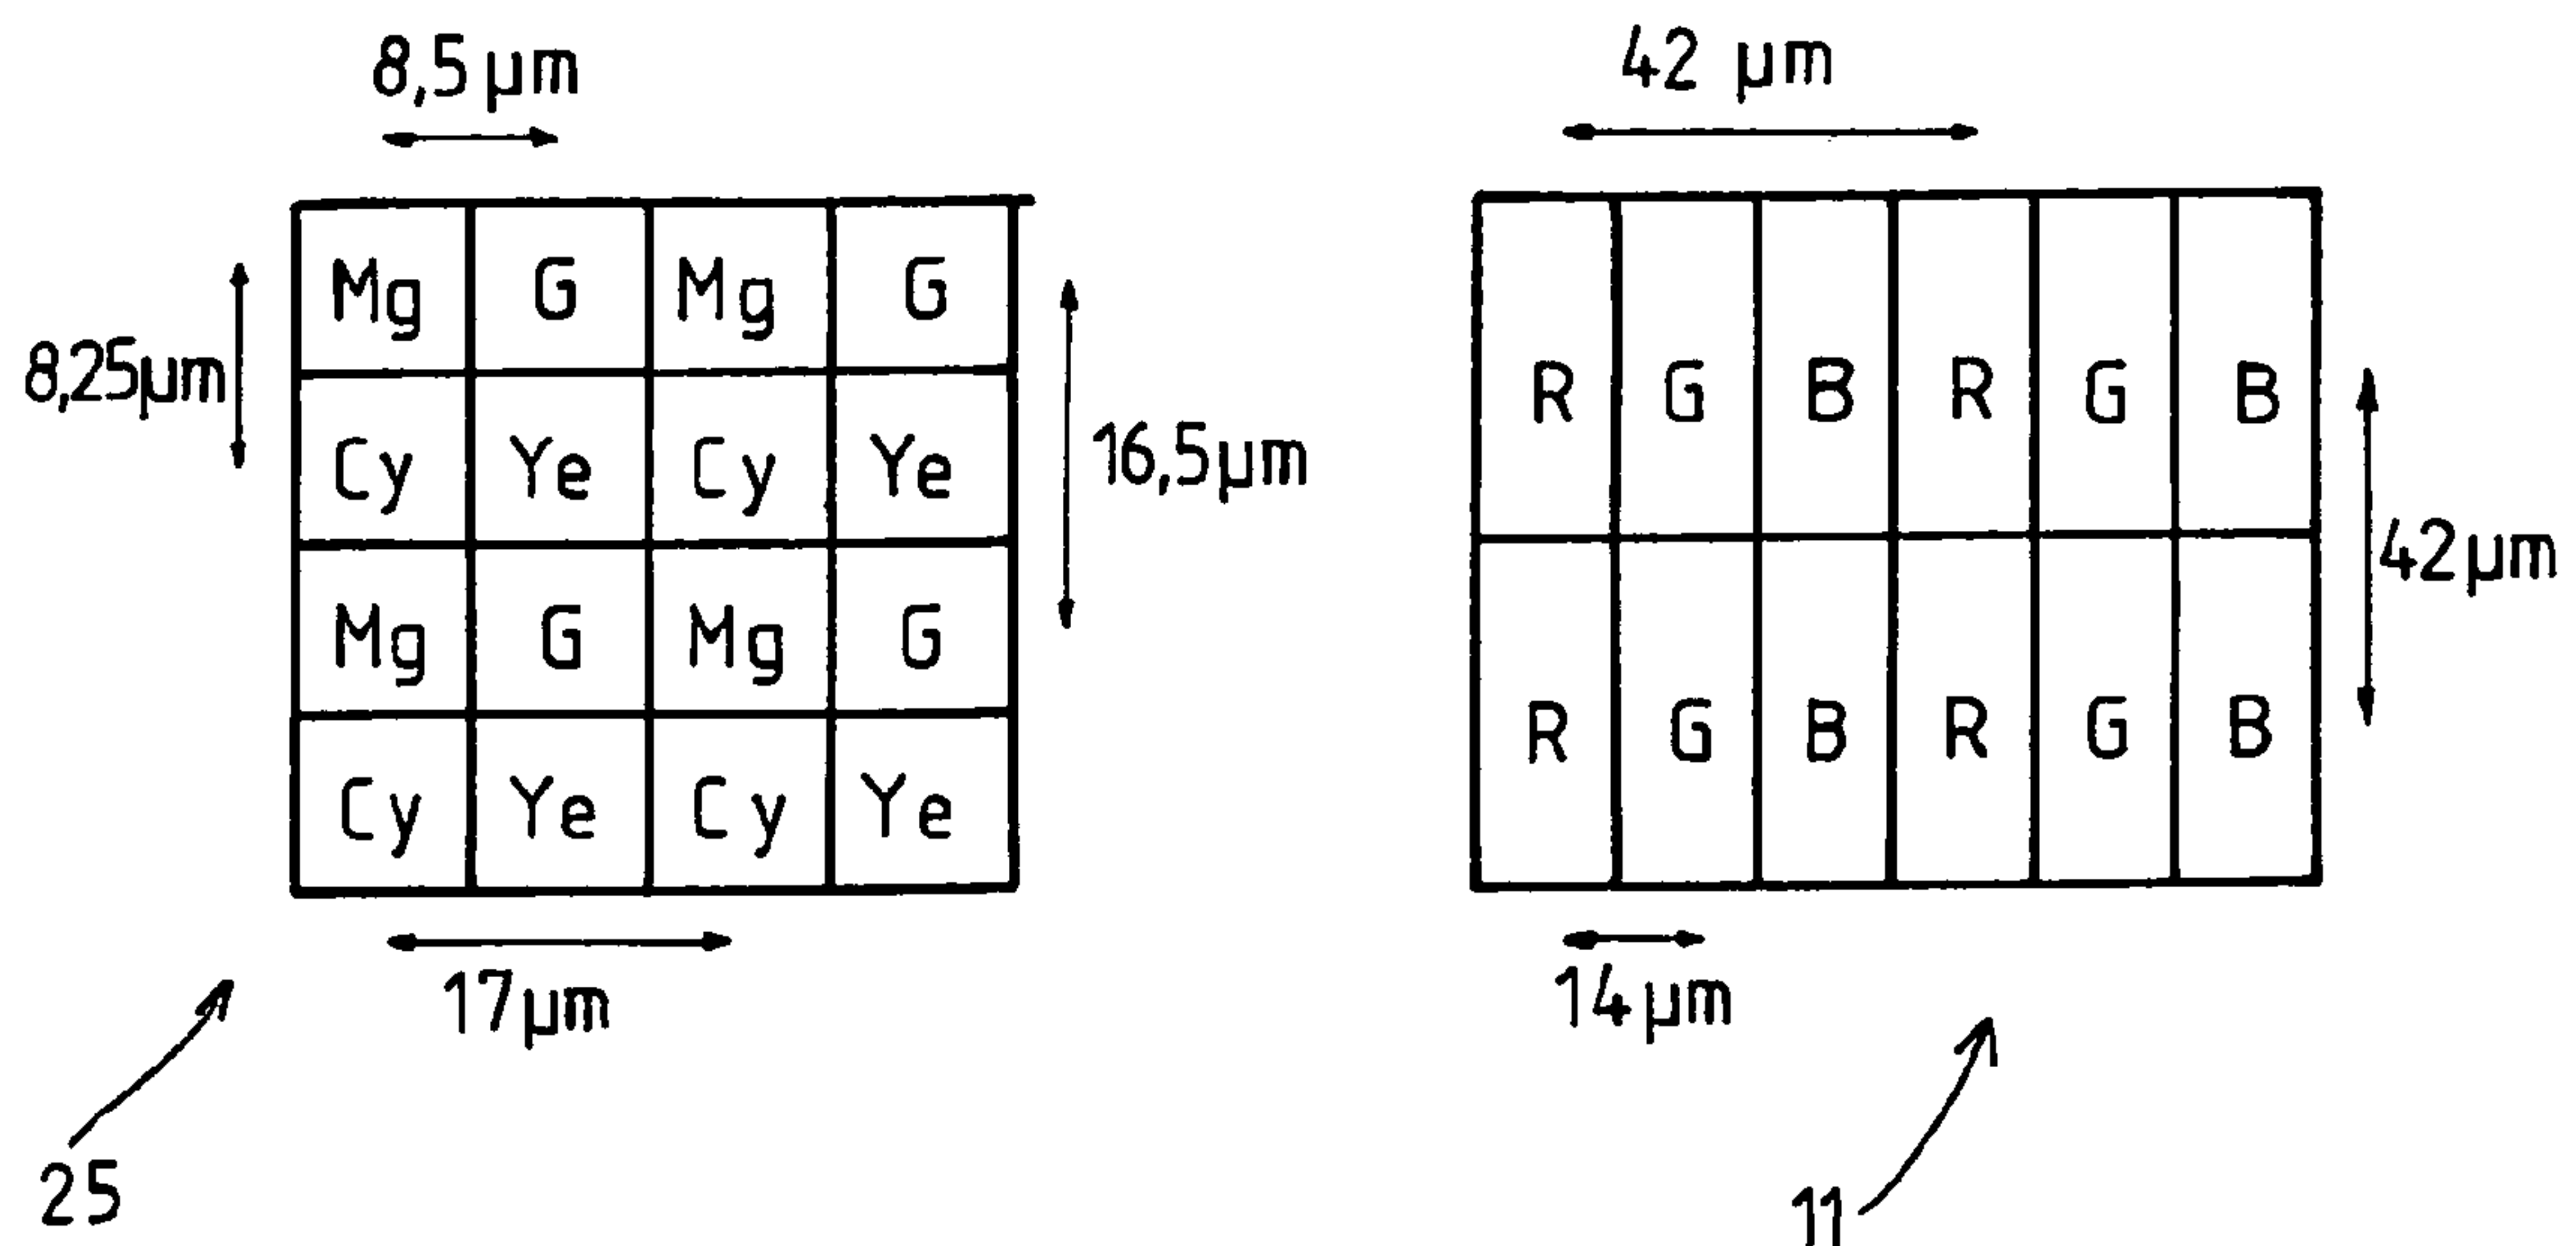 8,5 µm
42 µm
Mg G Mg G
8,25µm
Cy Ye Cy Ye
16,5µm
Mg G Mg G
Cy Ye Cy Ye
17µm
25
R G B R G B
42µm
R G B R G B
14µm
11